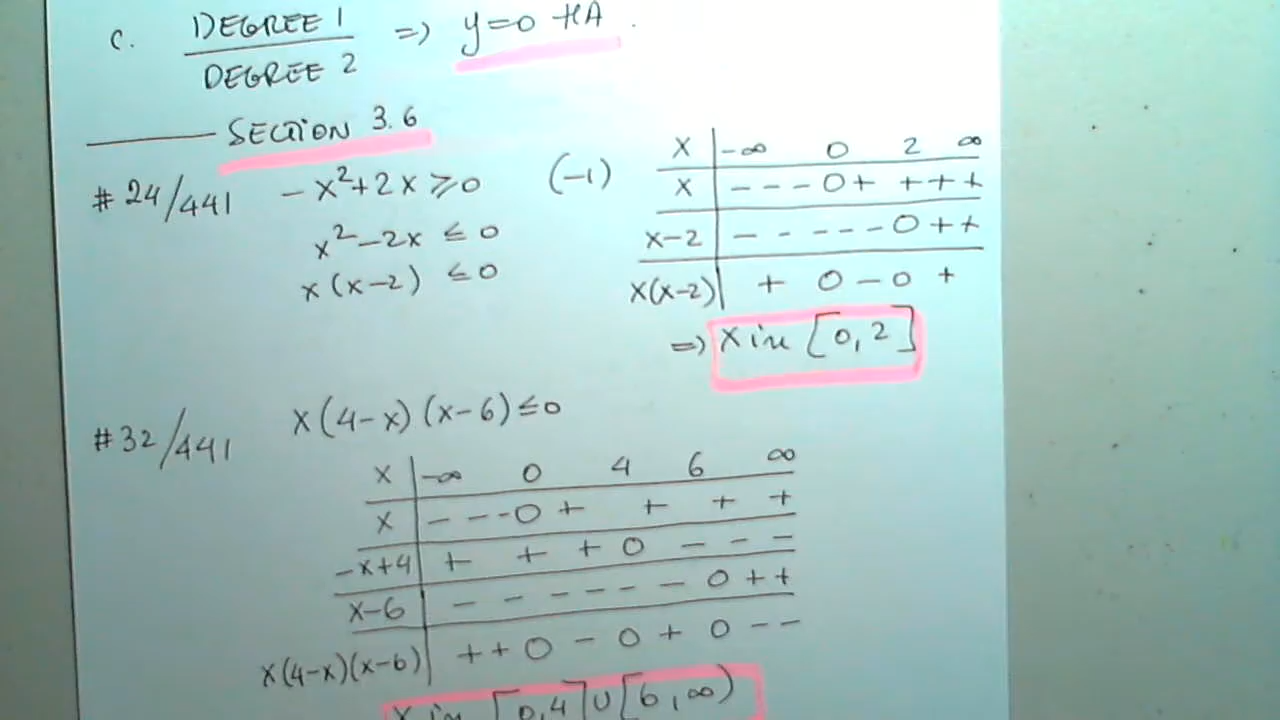 c. DEGREE 1 / DEGREE 2 => y=0 HA.
SECTION 3.6
#24/441 -x²+2x ≥ 0 (-1)
x²-2x ≤ 0
x(x-2) ≤ 0
x | -∞ 0 2 ∞
x | - - - 0 + + + +
x-2 | - - - - - 0 + +
x(x-2) | + 0 - 0 +
=> x in [0,2]
#32/441 x(4-x)(x-6) ≤ 0
x | -∞ 0 4 6 ∞
x | - - - 0 + + + +
-x+4 | + + + 0 - - -
x-6 | - - - - - - 0 + +
x(4-x)(x-6) | + + 0 - 0 + 0 - -
x in [0,4]∪[6,∞)